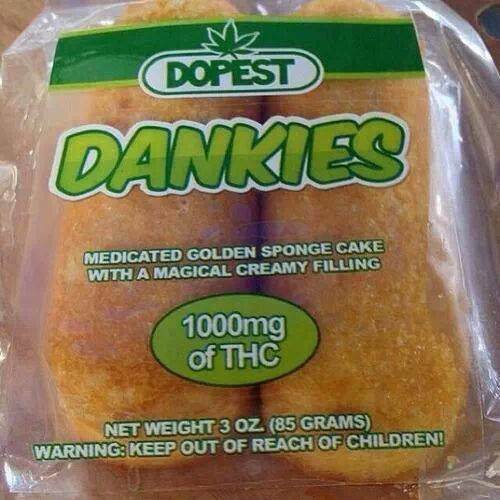 DOPEST
DANKIES
MEDICATED GOLDEN SPONGE CAKE
WITH A MAGICAL CREAMY FILLING
1000mg
of THC
NET WEIGHT 3 OZ. (85 GRAMS)
WARNING: KEEP OUT OF REACH OF CHILDREN!